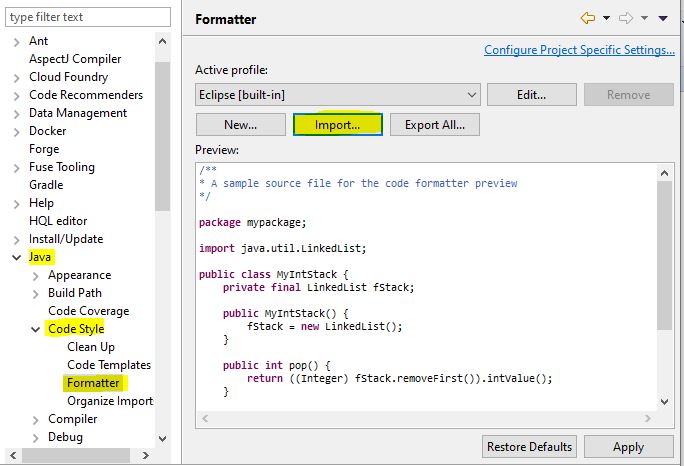 type filter text
Ant
AspectJ Compiler
Cloud Foundry
Code Recommenders
Data Management
Docker
Forge
Fuse Tooling
Gradle
Help
HQL editor
Install/Update
Java
Appearance
Build Path
Code Coverage
Code Style
Clean Up
Code Templates
Formatter
Organize Import
Compiler
Debug
Formatter
Configure Project Specific Settings...
Active profile:
Eclipse [built-in]
Edit...
Remove
New...
Import...
Export All...
Preview:
/**
* A sample source file for the code formatter preview
*/
package mypackage;
import java.util.LinkedList;
public class MyIntStack {
private final LinkedList fStack;
public MyIntStack() {
fStack = new LinkedList();
}
public int pop() {
return ((Integer) fStack.removeFirst()).intValue();
}
Restore Defaults
Apply